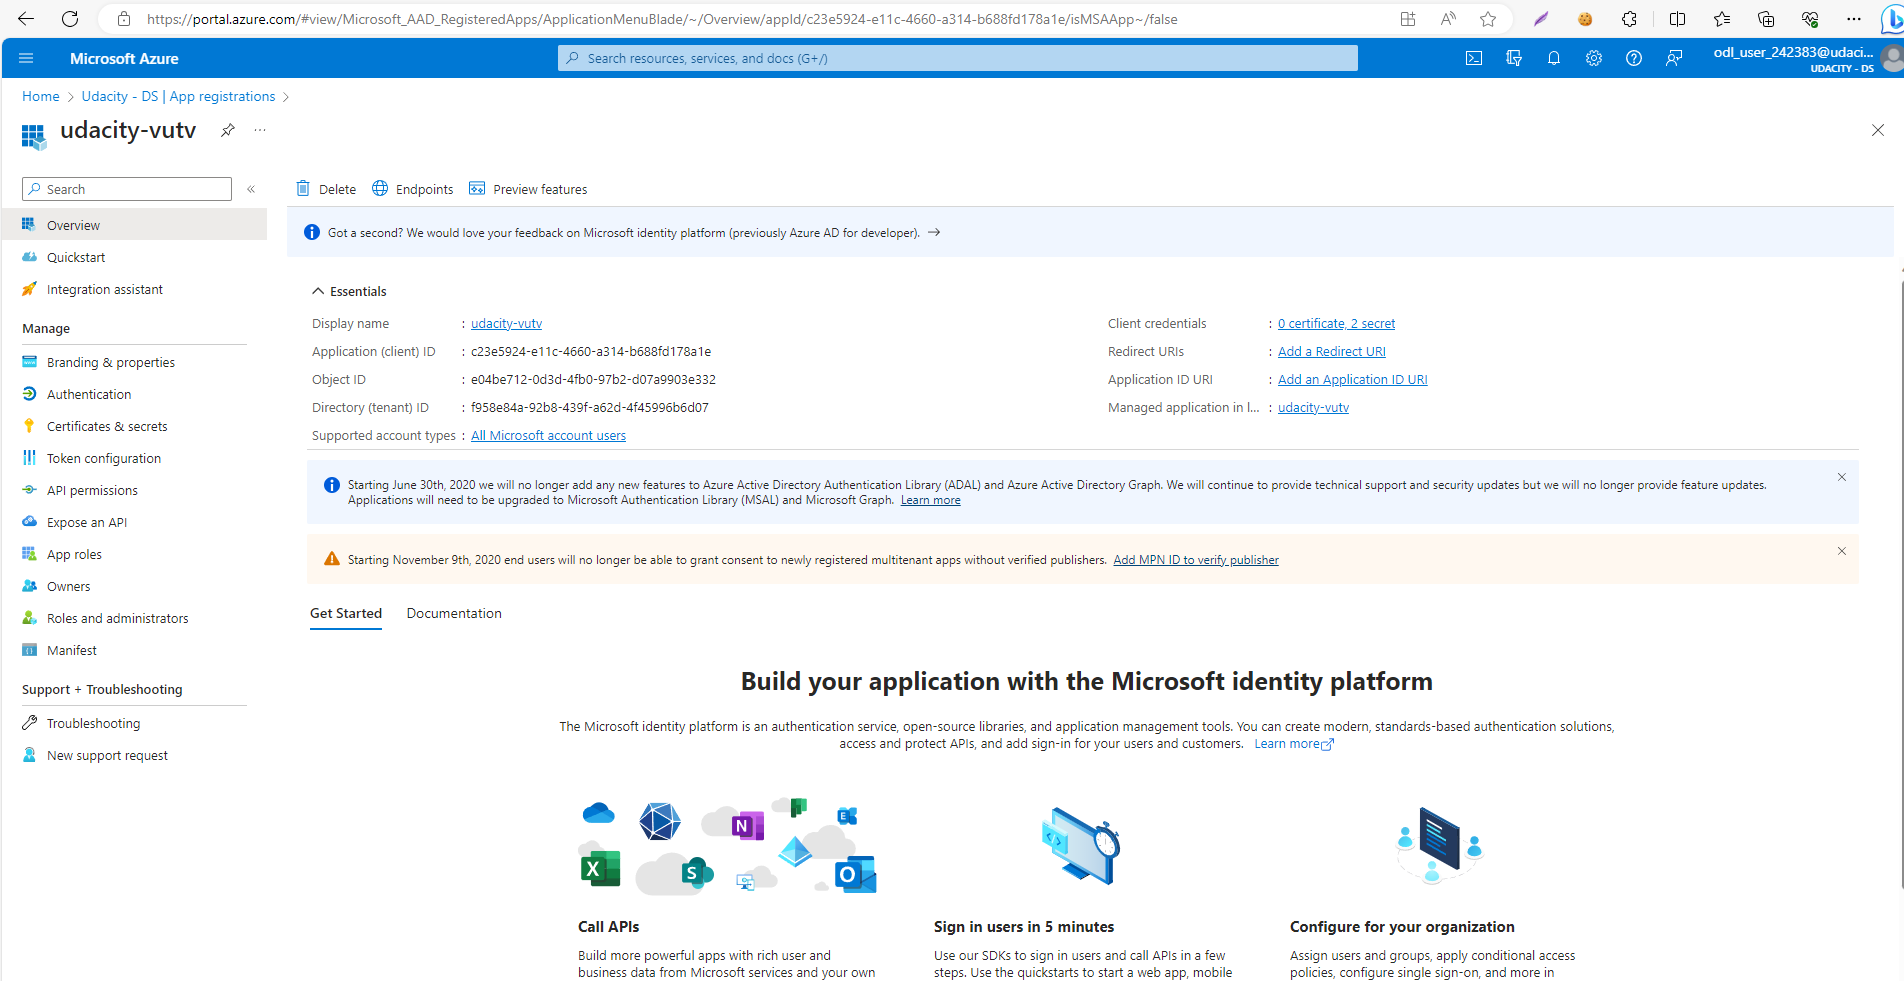 https://portal.azure.com/#view/Microsoft_AAD_RegisteredApps/ApplicationMenuBlade/~/Overview/appId/c23e5924-e11c-4660-a314-b688fd178a1e/isMSAApp~/false
Microsoft Azure
Search resources, services, and docs (G+/)
odl_user_242383@udaci...
UDACITY - DS
Home > Udacity - DS | App registrations >
udacity-vutv
Search
Delete
Endpoints
Preview features
Overview
Quickstart
Integration assistant
Manage
Branding & properties
Authentication
Certificates & secrets
Token configuration
API permissions
Expose an API
App roles
Owners
Roles and administrators
Manifest
Support + Troubleshooting
Troubleshooting
New support request
Got a second? We would love your feedback on Microsoft identity platform (previously Azure AD for developer).
Essentials
Display name : udacity-vutv
Application (client) ID : c23e5924-e11c-4660-a314-b688fd178a1e
Object ID : e04be712-0d3d-4fb0-97b2-d07a9903e332
Directory (tenant) ID : f958e84a-92b8-439f-a62d-4f45996b6d07
Supported account types : All Microsoft account users
Client credentials : 0 certificate, 2 secret
Redirect URIs : Add a Redirect URI
Application ID URI : Add an Application ID URI
Managed application in l... : udacity-vutv
Starting June 30th, 2020 we will no longer add any new features to Azure Active Directory Authentication Library (ADAL) and Azure Active Directory Graph. We will continue to provide technical support and security updates but we will no longer provide feature updates.
Applications will need to be upgraded to Microsoft Authentication Library (MSAL) and Microsoft Graph. Learn more
Starting November 9th, 2020 end users will no longer be able to grant consent to newly registered multitenant apps without verified publishers. Add MPN ID to verify publisher
Get Started
Documentation
Build your application with the Microsoft identity platform
The Microsoft identity platform is an authentication service, open-source libraries, and application management tools. You can create modern, standards-based authentication solutions,
access and protect APIs, and add sign-in for your users and customers. Learn more
N
E
X
S
O
Call APIs
Build more powerful apps with rich user and
business data from Microsoft services and your own
Sign in users in 5 minutes
Use our SDKs to sign in users and call APIs in a few
steps. Use the quickstarts to start a web app, mobile
Configure for your organization
Assign users and groups, apply conditional access
policies, configure single sign-on, and more in